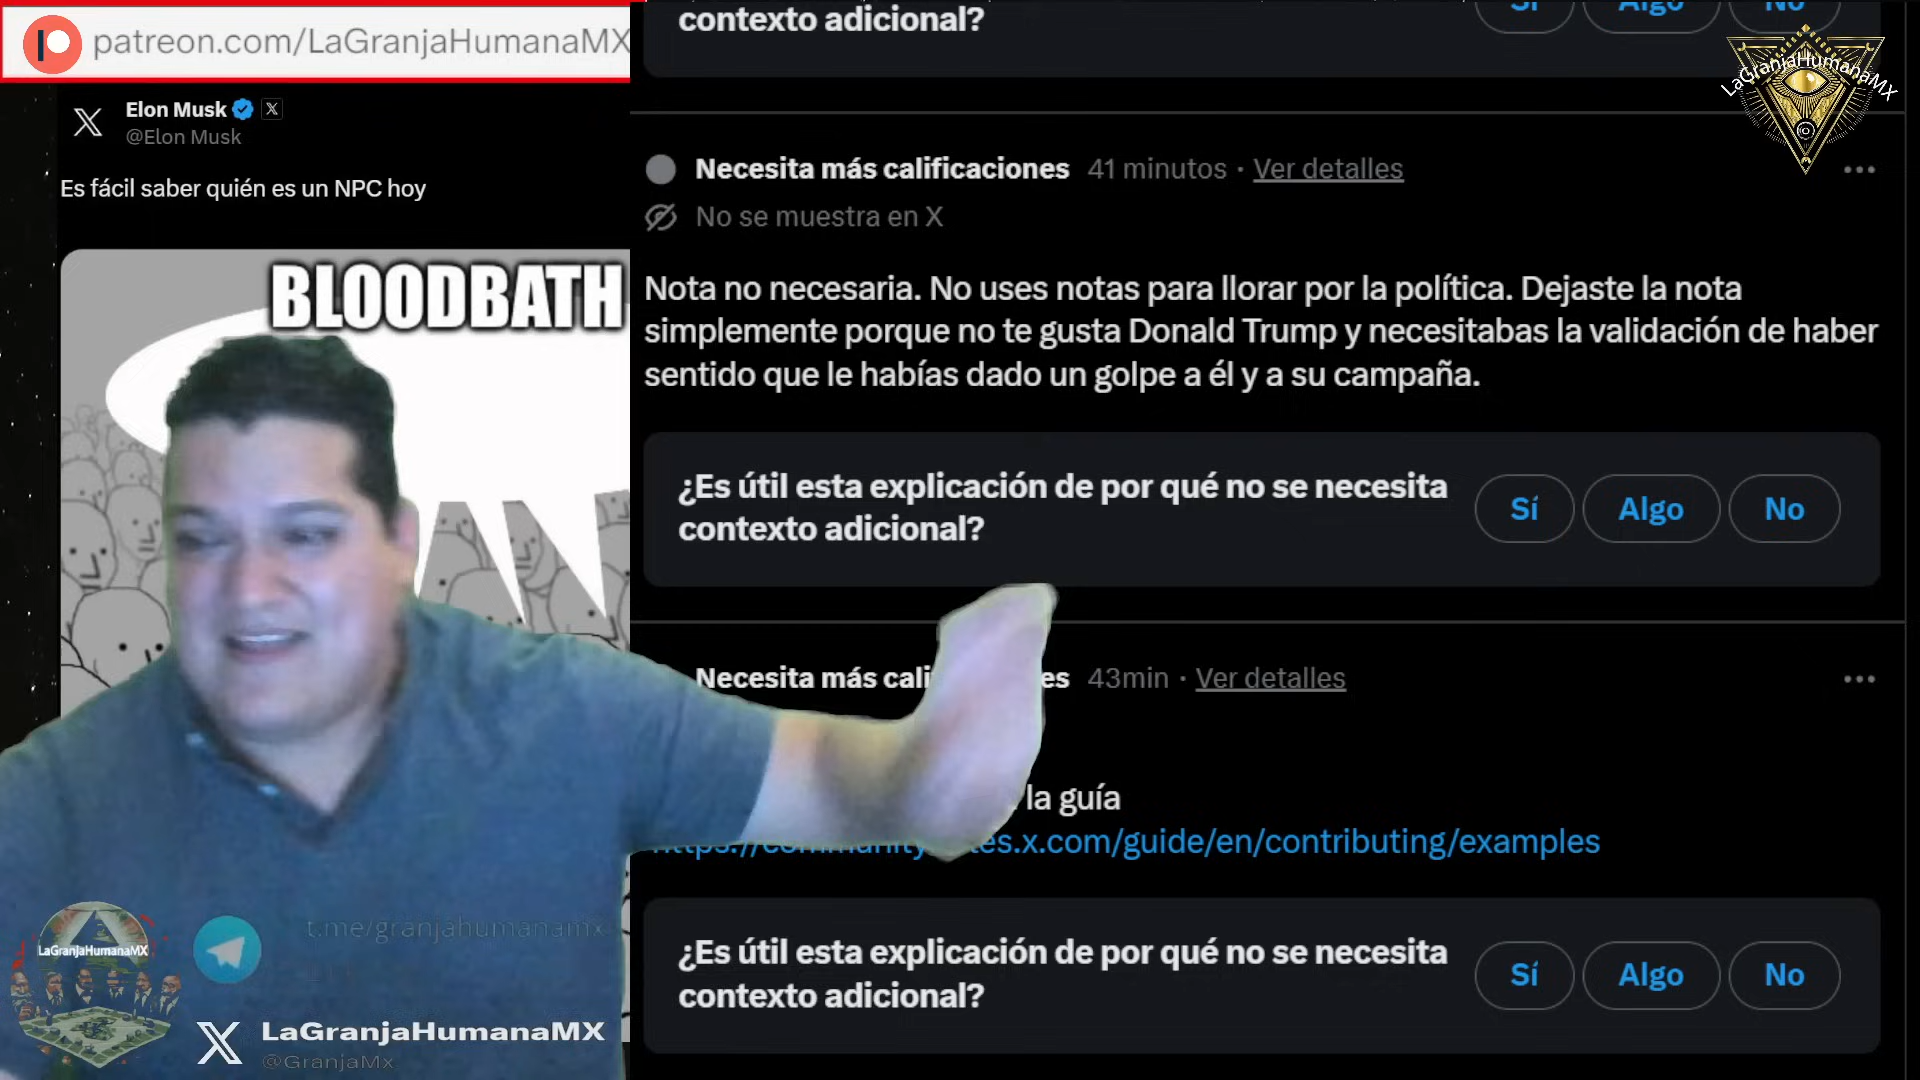 patreon.com/LaGranjaHumanaMX
Elon Musk
@Elon Musk
Es fácil saber quién es un NPC hoy
BLOODBATH
contexto adicional?
Sí
Algo
No
LaGranjaHumanaMX
Necesita más calificaciones 41 minutos · Ver detalles
No se muestra en X
Nota no necesaria. No uses notas para llorar por la política. Dejaste la nota
simplemente porque no te gusta Donald Trump y necesitabas la validación de haber
sentido que le habías dado un golpe a él y a su campaña.
¿Es útil esta explicación de por qué no se necesita
contexto adicional?
Sí
Algo
No
Necesita más 43min · Ver detalles
la guía
.x.com/guide/en/contributing/examples
¿Es útil esta explicación de por qué no se necesita
contexto adicional?
Sí
Algo
No
LaGranjaHumanaMX
t.me/granjahumanamx
LaGranjaHumanaMX
@GranjaMx